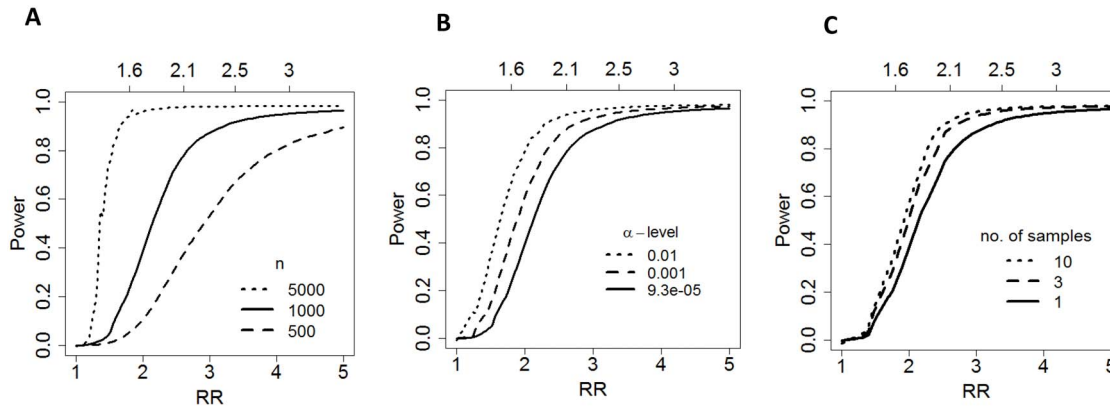 A
1.6 2.1 2.5 3
Power
0.0 0.2 0.4 0.6 0.8 1.0
n
5000
1000
500
1 2 3 4 5
RR
B
1.6 2.1 2.5 3
Power
0.0 0.2 0.4 0.6 0.8 1.0
α – level
0.01
0.001
9.3e-05
1 2 3 4 5
RR
C
1.6 2.1 2.5 3
Power
0.0 0.2 0.4 0.6 0.8 1.0
no. of samples
10
3
1
1 2 3 4 5
RR